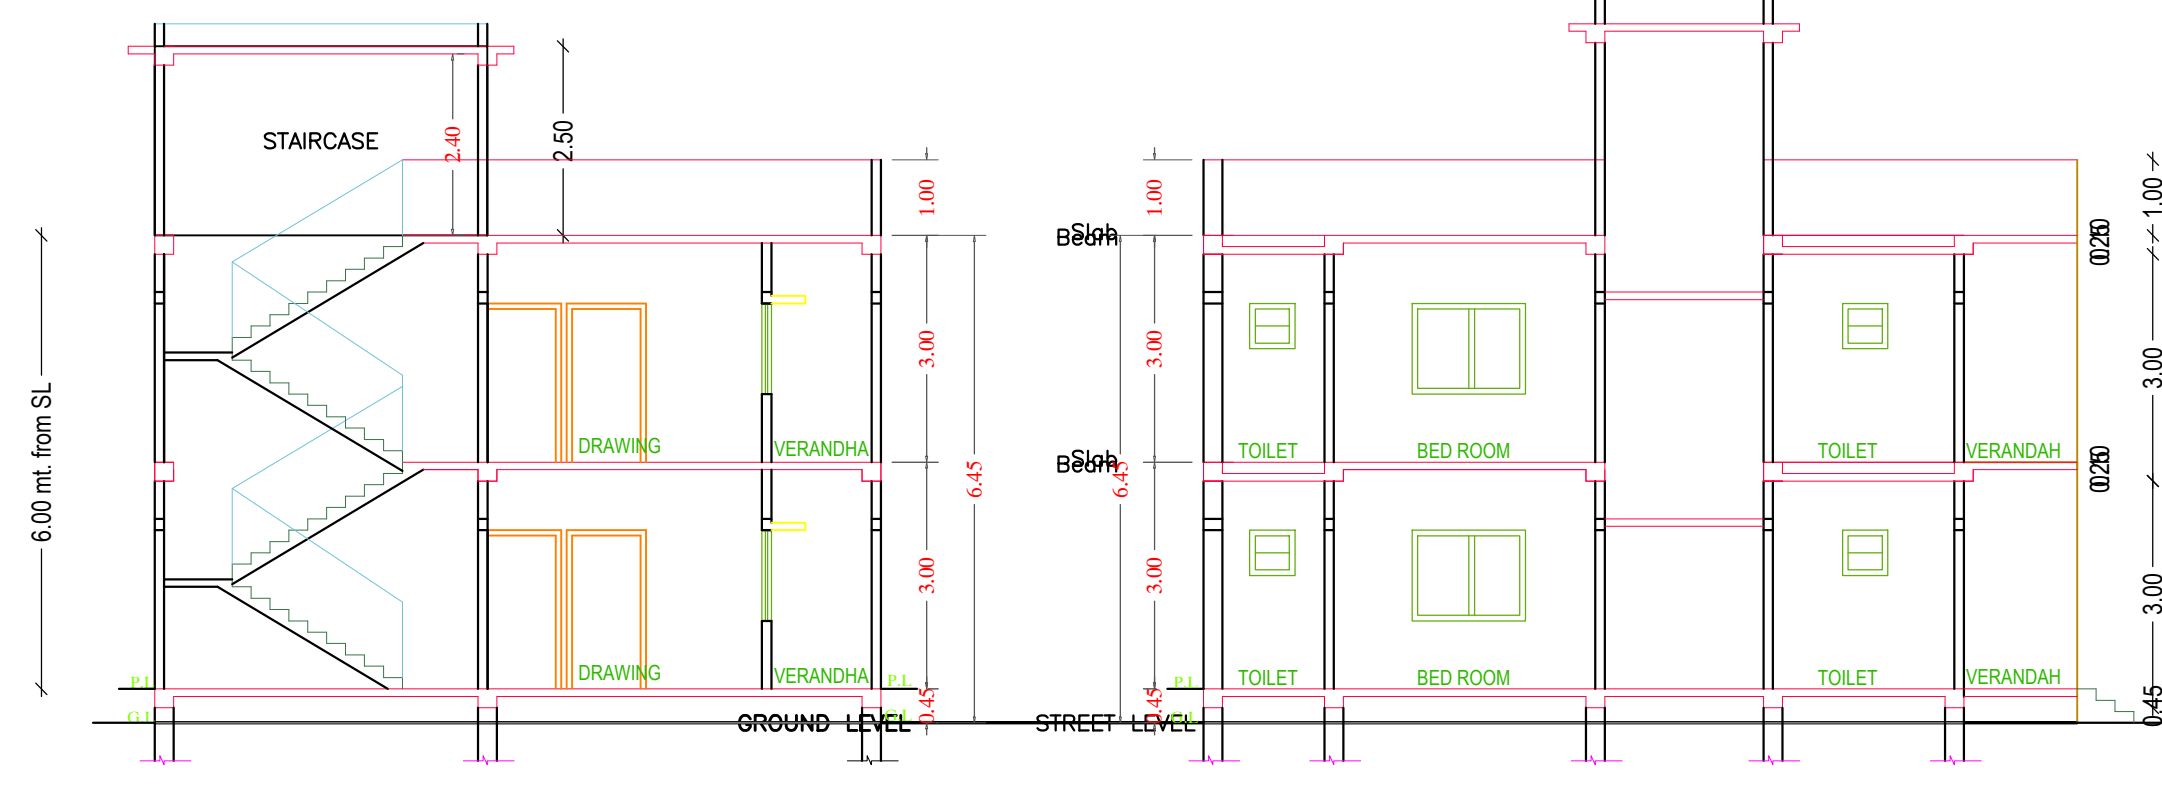 STAIRCASE
2.40
2.50
1.00
1.00
1.00
Slab
Beam
0.25
6.00 mt. from SL
3.00
3.00
3.00
DRAWING
VERANDHA
TOILET
BED ROOM
TOILET
VERANDAH
Slab
Beam
6.45
6.45
3.00
3.00
3.00
DRAWING
VERANDHA
TOILET
BED ROOM
TOILET
VERANDAH
P.L
P.L
P.L
0.45
0.45
0.45
G.L
G.L
G.L
GROUND LEVEL
STREET LEVEL